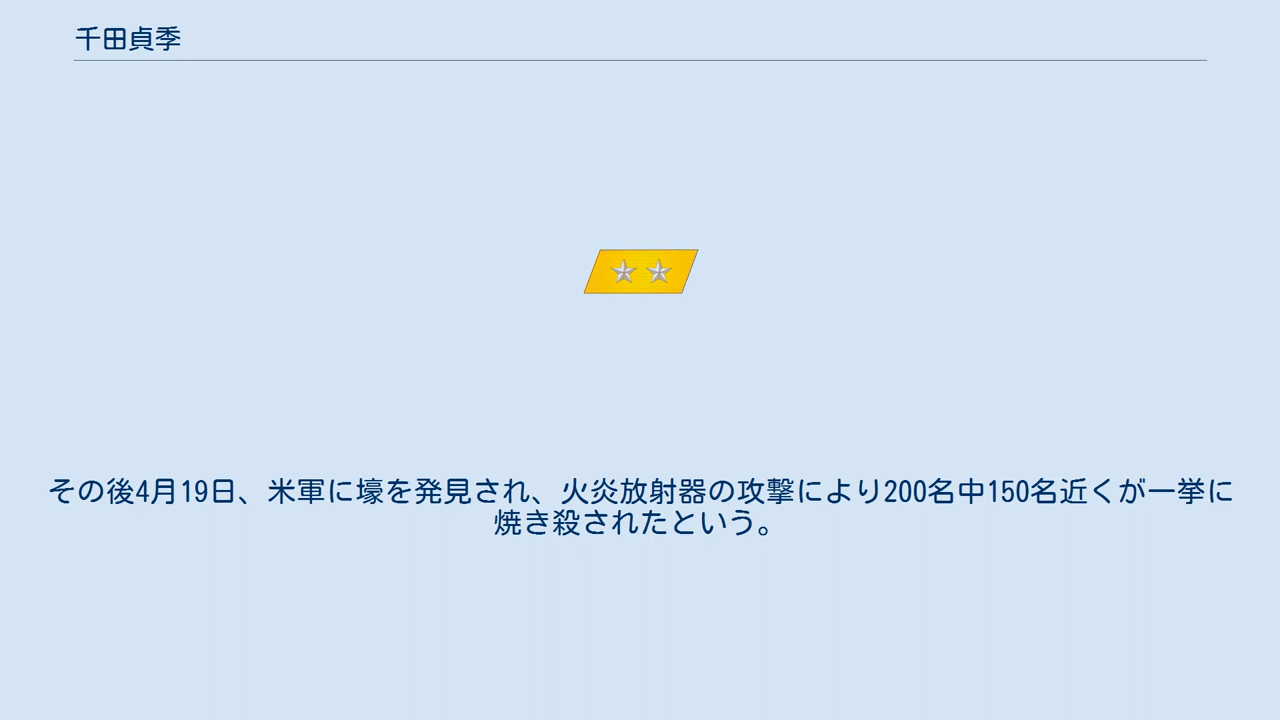 千田貞季
その後4月19日、米軍に壕を発見され、火炎放射器の攻撃により200名中150名近くが一挙に
焼き殺されたという。